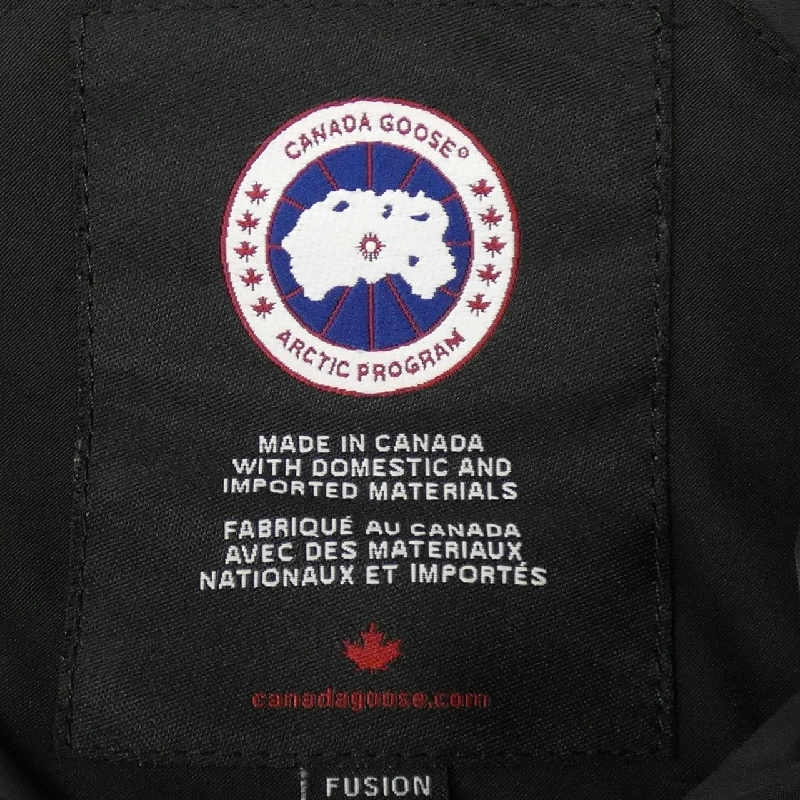 CANADA GOOSE®
ARCTIC PROGRAM
MADE IN CANADA
WITH DOMESTIC AND
IMPORTED MATERIALS
FABRIQUÉ AU CANADA
AVEC DES MATERIAUX
NATIONAUX ET IMPORTÉS
canadagoose.com
FUSION